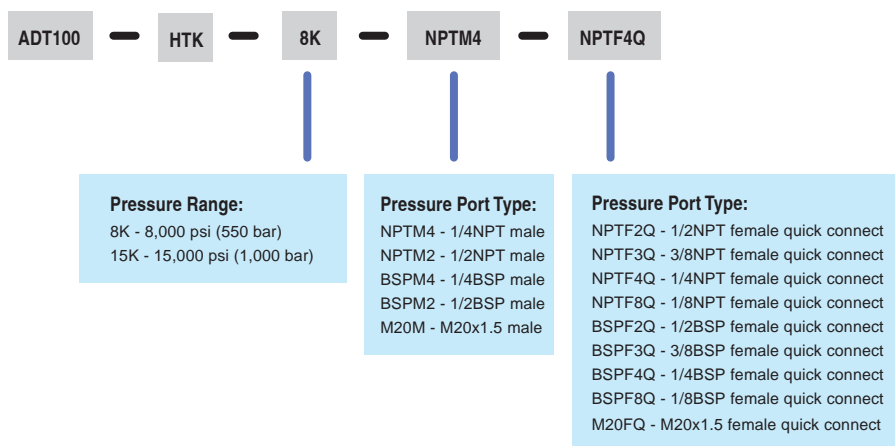 ADT100 HTK 8K NPTM4 NPTF4Q
Pressure Range:
8K - 8,000 psi (550 bar)
15K - 15,000 psi (1,000 bar)
Pressure Port Type:
NPTM4 - 1/4NPT male
NPTM2 - 1/2NPT male
BSPM4 - 1/4BSP male
BSPM2 - 1/2BSP male
M20M - M20x1.5 male
Pressure Port Type:
NPTF2Q - 1/2NPT female quick connect
NPTF3Q - 3/8NPT female quick connect
NPTF4Q - 1/4NPT female quick connect
NPTF8Q - 1/8NPT female quick connect
BSPF2Q - 1/2BSP female quick connect
BSPF3Q - 3/8BSP female quick connect
BSPF4Q - 1/4BSP female quick connect
BSPF8Q - 1/8BSP female quick connect
M20FQ - M20x1.5 female quick connect